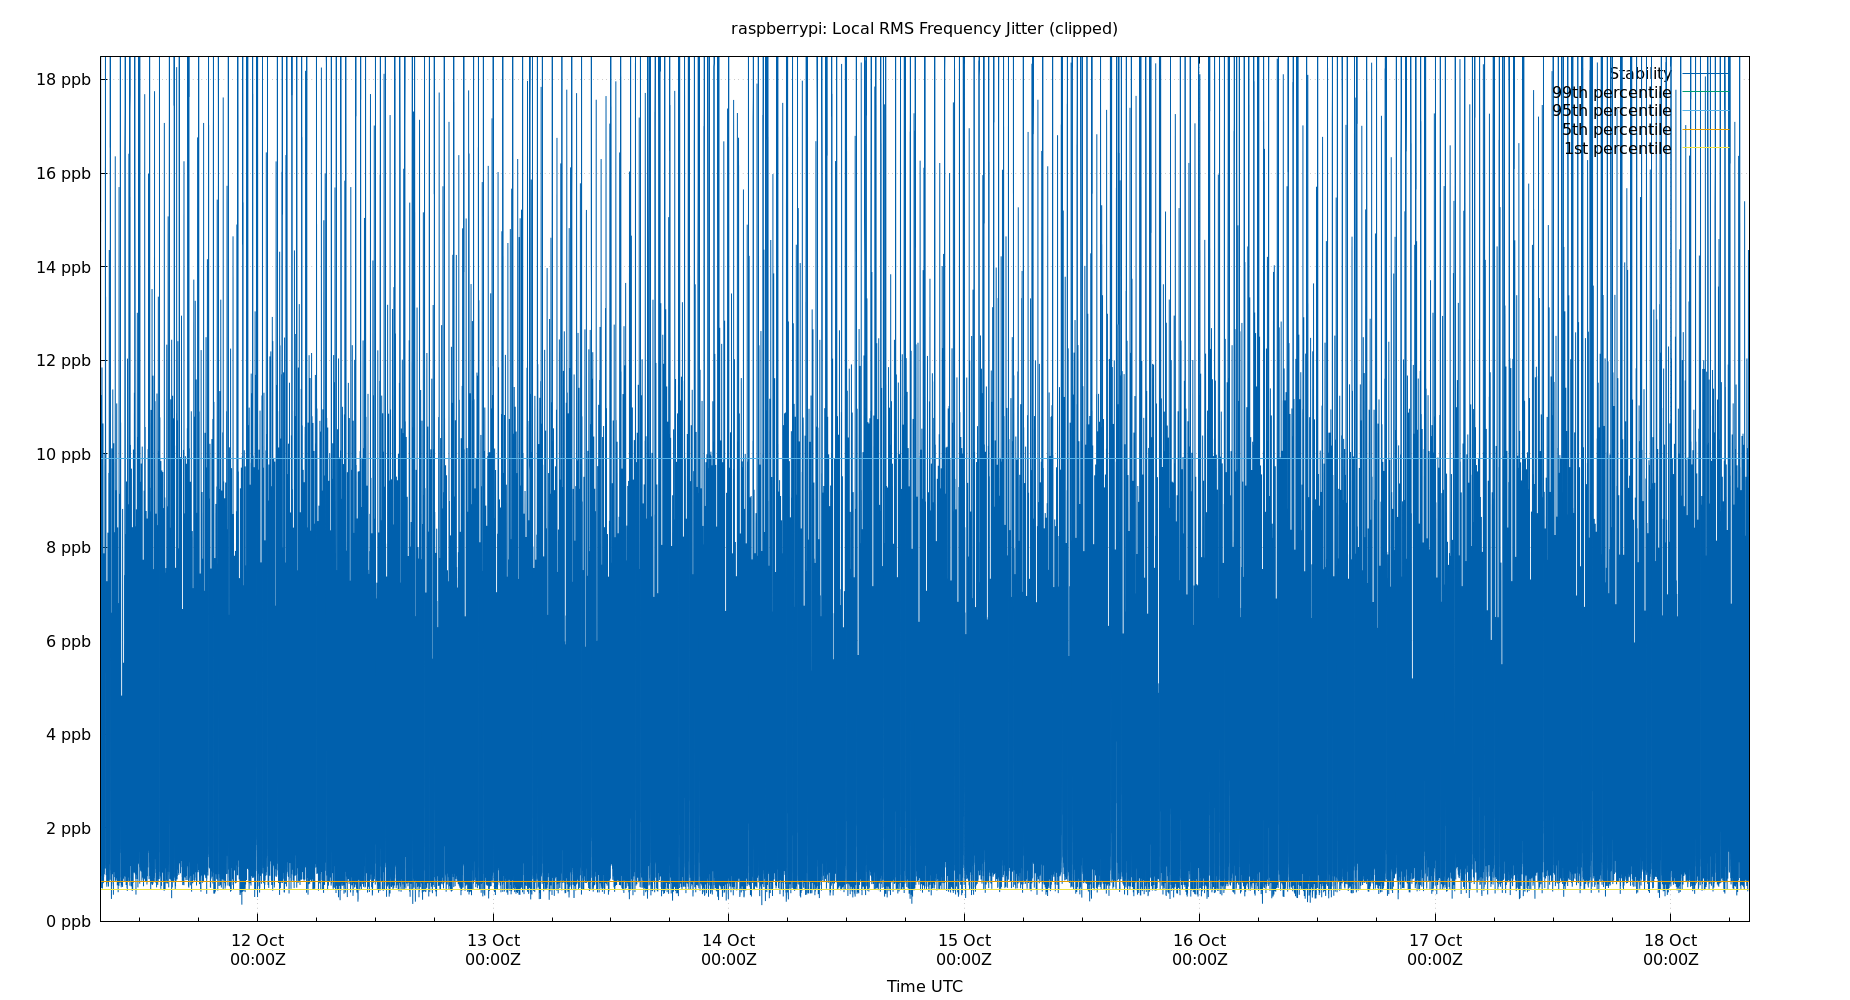 raspberrypi: Local RMS Frequency Jitter (clipped)
18 ppb
16 ppb
14 ppb
12 ppb
10 ppb
8 ppb
6 ppb
4 ppb
2 ppb
0 ppb
Stability
99th percentile
95th percentile
5th percentile
1st percentile
12 Oct 13 Oct 14 Oct 15 Oct 16 Oct 17 Oct 18 Oct
00:00Z 00:00Z 00:00Z 00:00Z 00:00Z 00:00Z 00:00Z
Time UTC